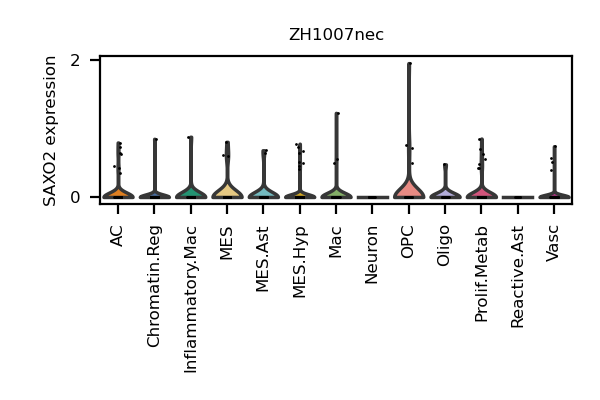 ZH1007nec
SAXO2 expression
2
0
AC
Chromatin.Reg
Inflammatory.Mac
MES
MES.Ast
MES.Hyp
Mac
Neuron
OPC
Oligo
Prolif.Metab
Reactive.Ast
Vasc